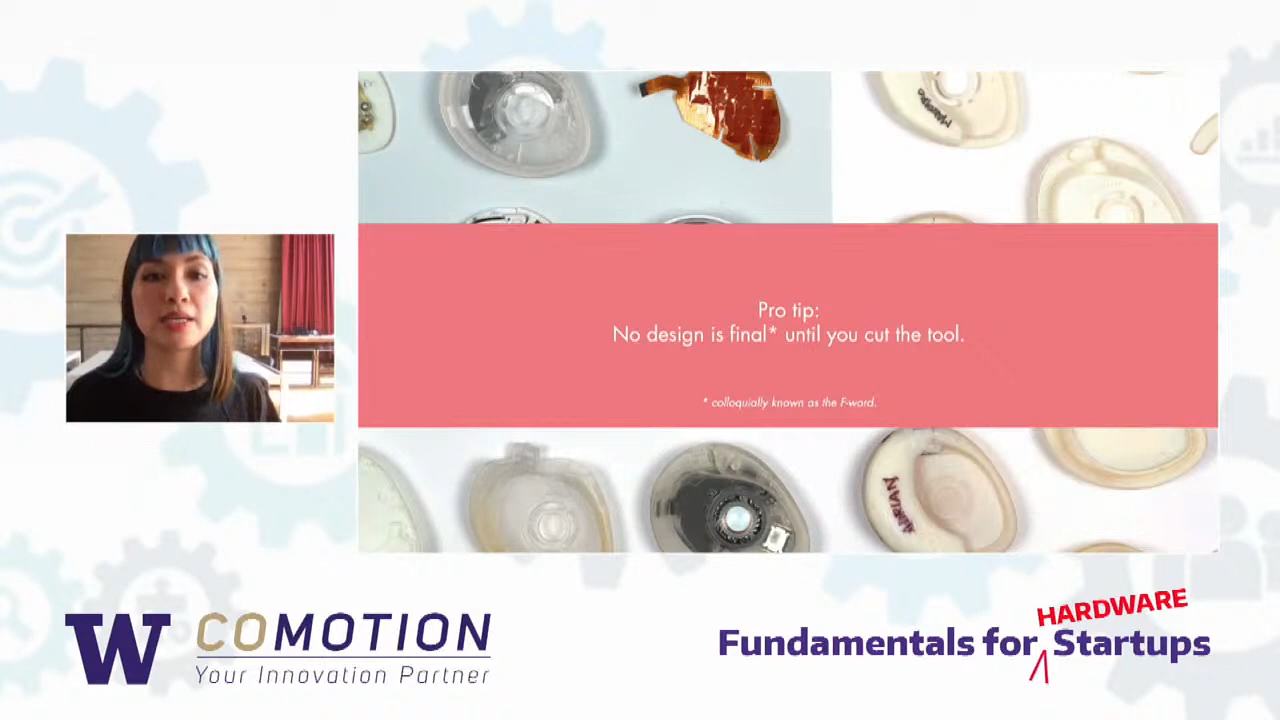 Pro tip:
No design is final* until you cut the tool.
* colloquially known as the F-word.
ADRIAN
W COMOTION
Your Innovation Partner
HARDWARE
Fundamentals for Startups